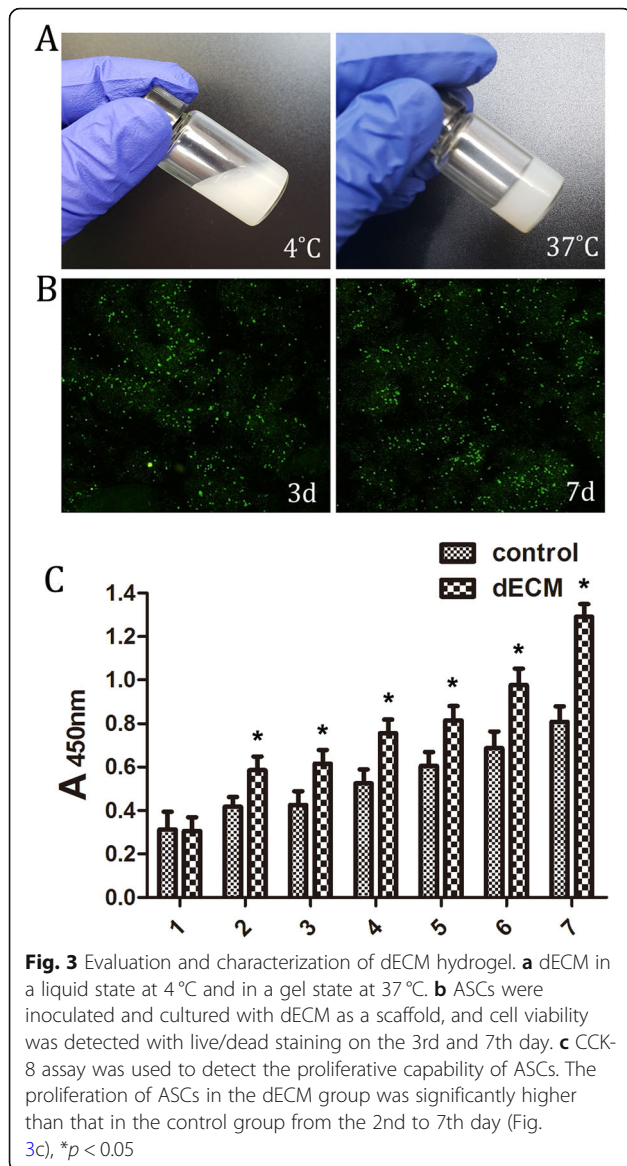 A
4°C
37°C
B
3d
7d
C
control
dECM
A 450nm
1.4
1.2
1.0
0.8
0.6
0.4
0.2
0.0
*
*
*
*
*
*
1
2
3
4
5
6
7
Fig. 3 Evaluation and characterization of dECM hydrogel. a dECM in
a liquid state at 4 °C and in a gel state at 37 °C. b ASCs were
inoculated and cultured with dECM as a scaffold, and cell viability
was detected with live/dead staining on the 3rd and 7th day. c CCK-
8 assay was used to detect the proliferative capability of ASCs. The
proliferation of ASCs in the dECM group was significantly higher
than that in the control group from the 2nd to 7th day (Fig.
3c), *p < 0.05